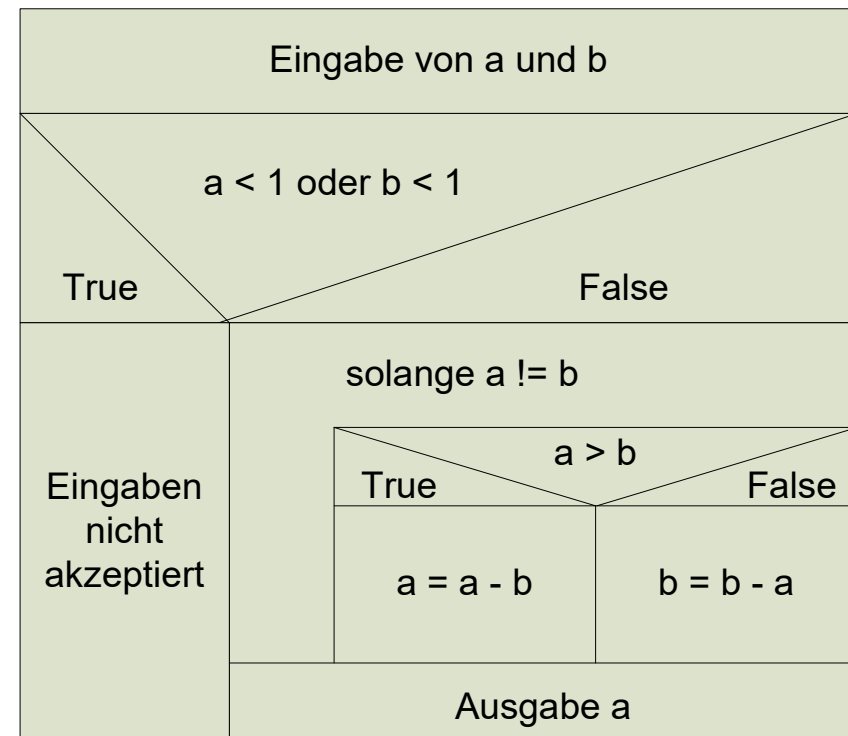 Eingabe von a und b
a < 1 oder b < 1
True
False
solange a != b
a > b
True
False
Eingaben
nicht
akzeptiert
a = a - b
b = b - a
Ausgabe a